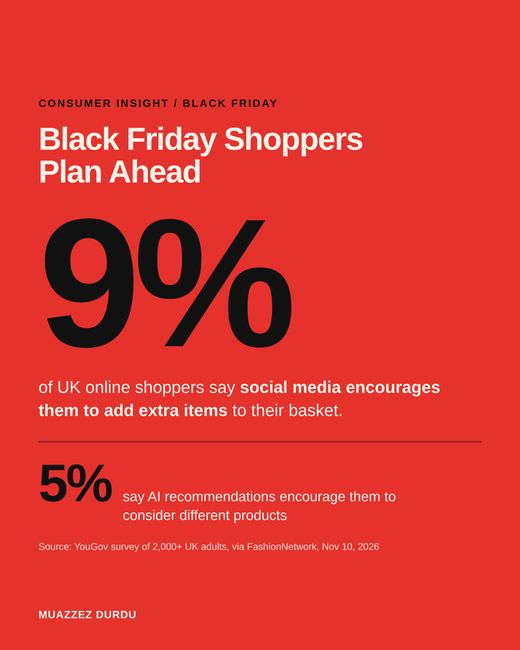 CONSUMER INSIGHT / BLACK FRIDAY
Black Friday Shoppers
Plan Ahead
9%
of UK online shoppers say social media encourages
them to add extra items to their basket.
5% say AI recommendations encourage them to
consider different products
Source: YouGov survey of 2,000+ UK adults, via FashionNetwork, Nov 10, 2026
MUAZZEZ DURDU